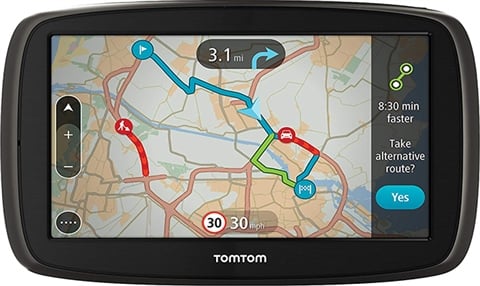 3.1 mi
8:30 min
faster
Take
alternative
route?
Yes
30 30 mph
TOMTOM